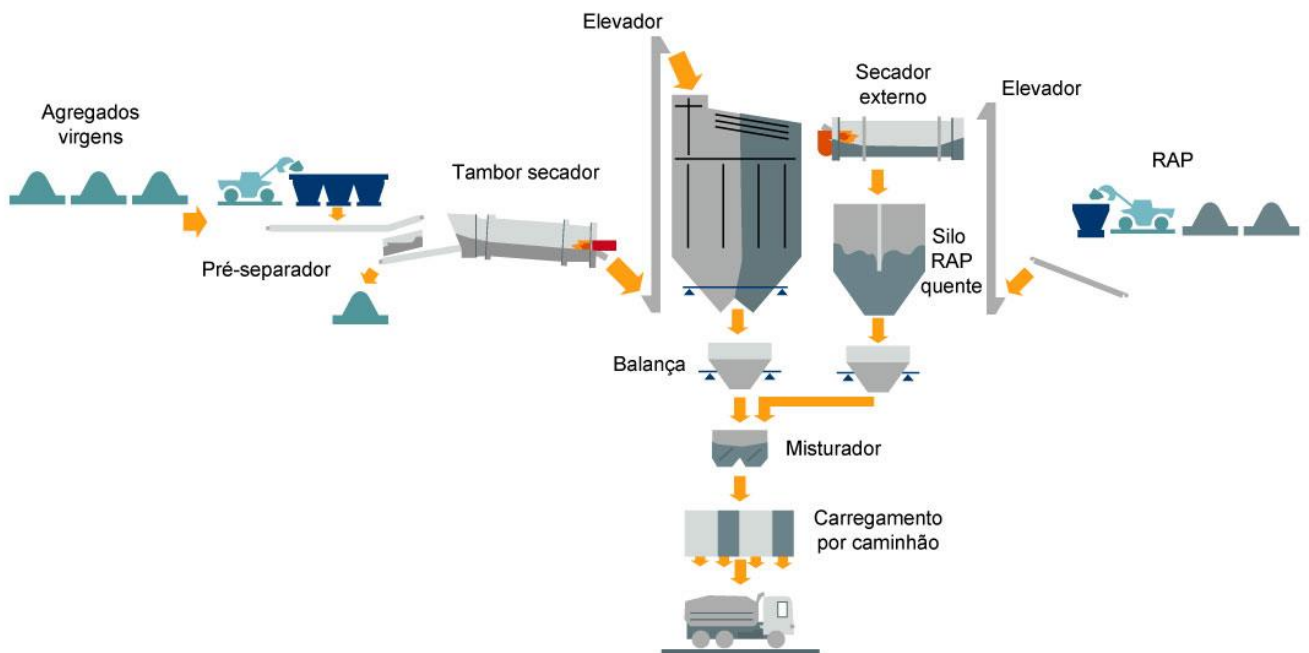 Elevador
Secador
externo
Elevador
Agregados
virgens
RAP
Tambor secador
Silo
RAP
quente
Pré-separador
Balança
Misturador
Carregamento
por caminhão